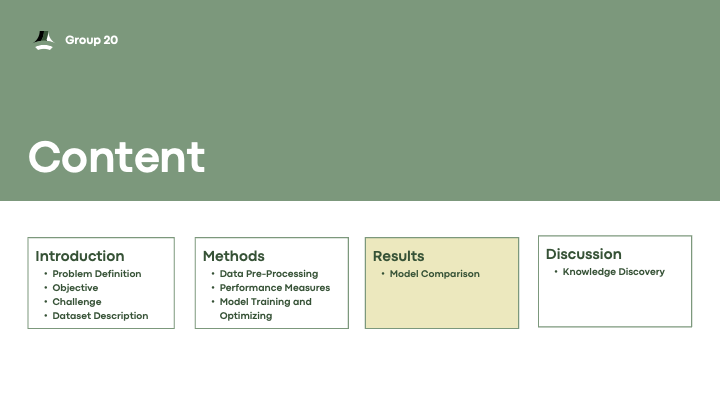 Group 20
Content
Introduction
• Problem Definition
• Objective
• Challenge
• Dataset Description
Methods
• Data Pre-Processing
• Performance Measures
• Model Training and
Optimizing
Results
• Model Comparison
Discussion
• Knowledge Discovery